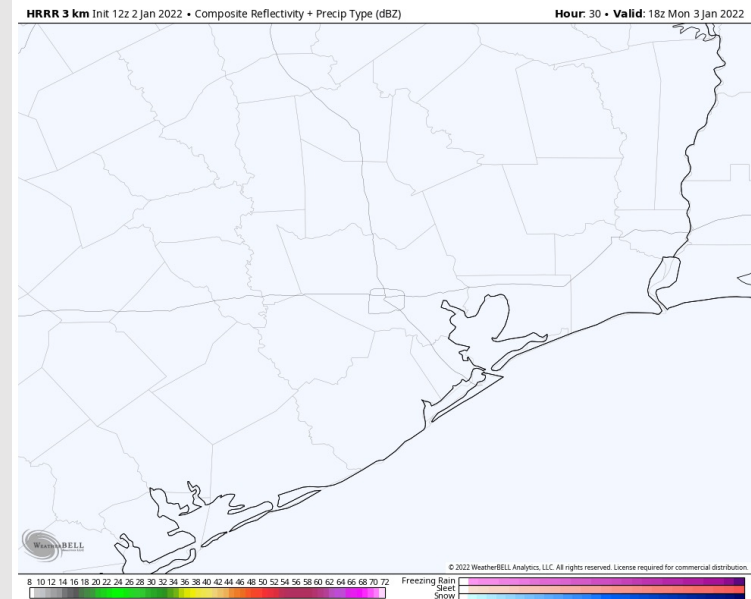 HRRR 3 km Init 12z 2 Jan 2022 • Composite Reflectivity + Precip Type (dBZ) Hour: 30 • Valid: 18z Mon 3 Jan 2022
WEATHERBELL
© 2022 WeatherBELL Analytics, LLC. All rights reserved. License required for commercial distribution.
8 10 12 14 16 18 20 22 24 26 28 30 32 34 36 38 40 42 44 46 48 50 52 54 56 58 60 62 64 66 68 70 72
Freezing Rain
Sleet
Snow